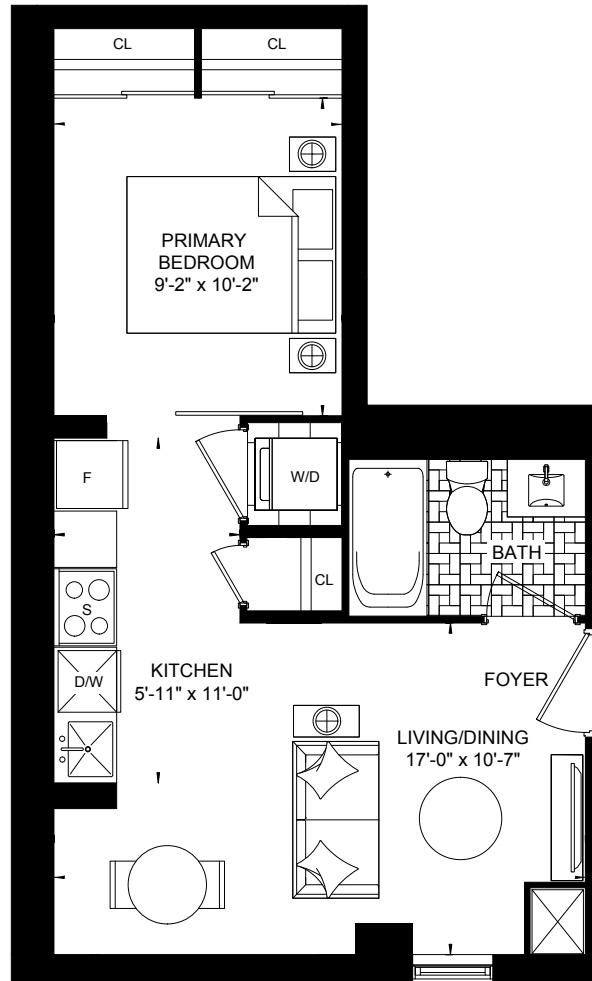 CL
CL
PRIMARY
BEDROOM
9'-2" x 10'-2"
F
W/D
BATH
CL
S
D/W
KITCHEN
5'-11" x 11'-0"
FOYER
LIVING/DINING
17'-0" x 10'-7"